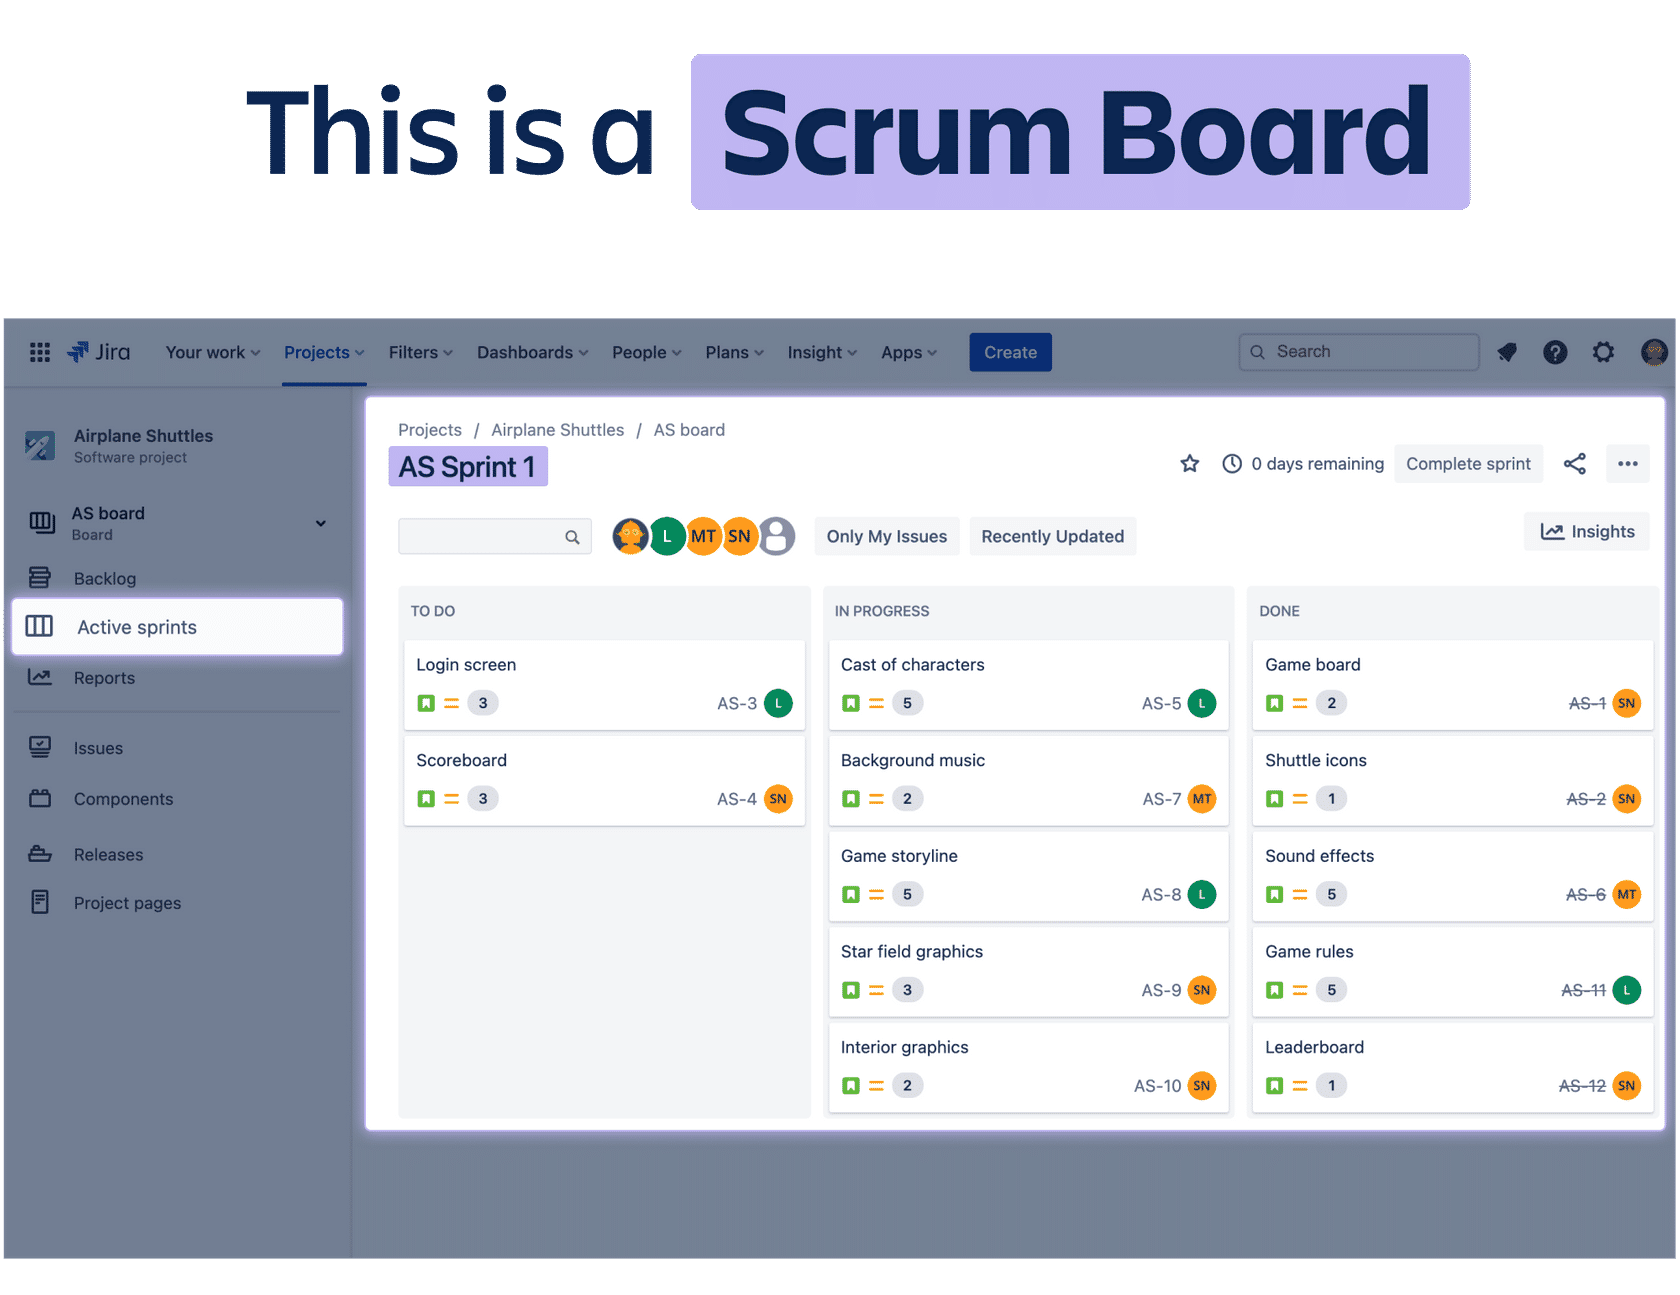 This is a Scrum Board
Jira Your work Projects Filters Dashboards People Plans Insight Apps Create Search
Airplane Shuttles
Software project
AS board
Board
Backlog
Active sprints
Reports
Issues
Components
Releases
Project pages
Projects / Airplane Shuttles / AS board
AS Sprint 1
0 days remaining Complete sprint
L MT SN Only My Issues Recently Updated Insights
TO DO
Login screen
3 AS-3 L
Scoreboard
3 AS-4 SN
IN PROGRESS
Cast of characters
5 AS-5 L
Background music
2 AS-7 MT
Game storyline
5 AS-8 L
Star field graphics
3 AS-9 SN
Interior graphics
2 AS-10 SN
DONE
Game board
2 AS-1 SN
Shuttle icons
1 AS-2 SN
Sound effects
5 AS-6 MT
Game rules
5 AS-11 L
Leaderboard
1 AS-12 SN